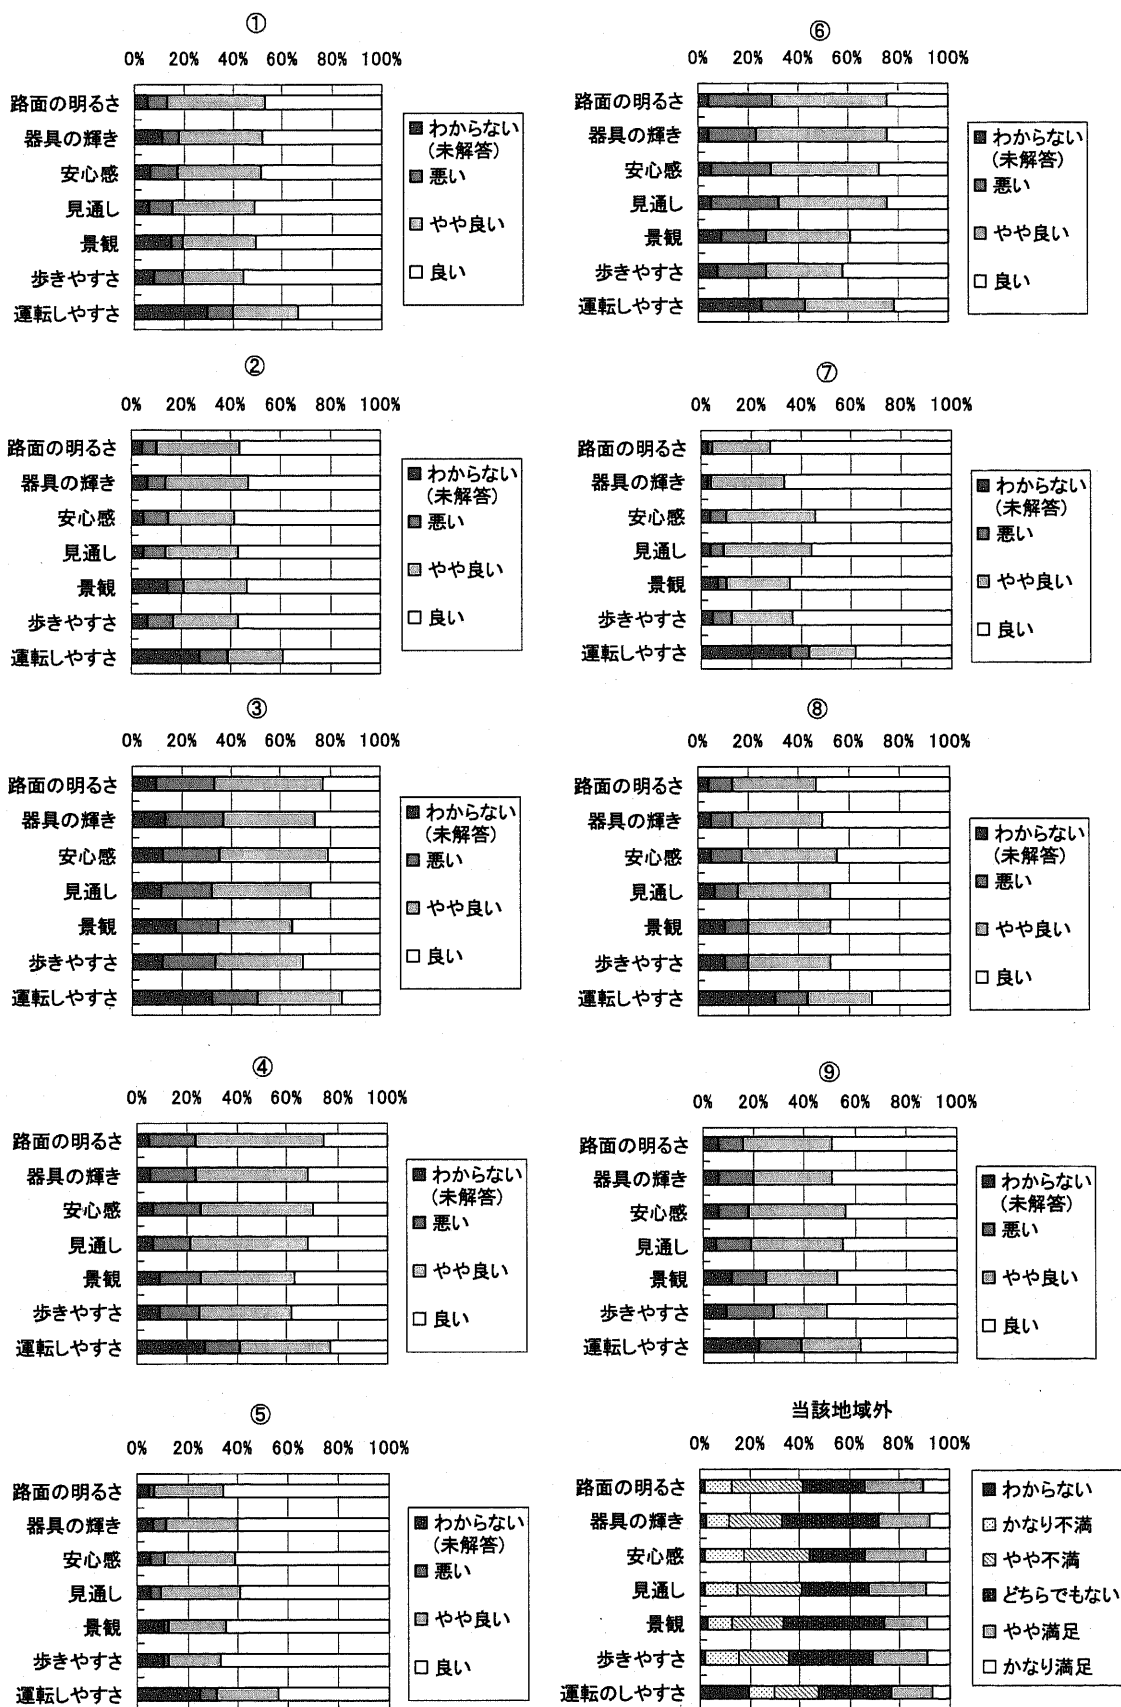 ①
0% 20% 40% 60% 80% 100%
路面の明るさ
器具の輝き
安心感
見通し
景観
歩きやすさ
運転しやすさ
わからない
(未解答)
悪い
やや良い
良い
②
0% 20% 40% 60% 80% 100%
路面の明るさ
器具の輝き
安心感
見通し
景観
歩きやすさ
運転しやすさ
わからない
(未解答)
悪い
やや良い
良い
③
0% 20% 40% 60% 80% 100%
路面の明るさ
器具の輝き
安心感
見通し
景観
歩きやすさ
運転しやすさ
わからない
(未解答)
悪い
やや良い
良い
④
0% 20% 40% 60% 80% 100%
路面の明るさ
器具の輝き
安心感
見通し
景観
歩きやすさ
運転しやすさ
わからない
(未解答)
悪い
やや良い
良い
⑤
0% 20% 40% 60% 80% 100%
路面の明るさ
器具の輝き
安心感
見通し
景観
歩きやすさ
運転しやすさ
わからない
(未解答)
悪い
やや良い
良い
⑥
0% 20% 40% 60% 80% 100%
路面の明るさ
器具の輝き
安心感
見通し
景観
歩きやすさ
運転しやすさ
わからない
(未解答)
悪い
やや良い
良い
⑦
0% 20% 40% 60% 80% 100%
路面の明るさ
器具の輝き
安心感
見通し
景観
歩きやすさ
運転しやすさ
わからない
(未解答)
悪い
やや良い
良い
⑧
0% 20% 40% 60% 80% 100%
路面の明るさ
器具の輝き
安心感
見通し
景観
歩きやすさ
運転しやすさ
わからない
(未解答)
悪い
やや良い
良い
⑨
0% 20% 40% 60% 80% 100%
路面の明るさ
器具の輝き
安心感
見通し
景観
歩きやすさ
運転しやすさ
わからない
(未解答)
悪い
やや良い
良い
当該地域外
0% 20% 40% 60% 80% 100%
路面の明るさ
器具の輝き
安心感
見通し
景観
歩きやすさ
運転のしやすさ
わからない
かなり不満
やや不満
どちらでもない
やや満足
かなり満足